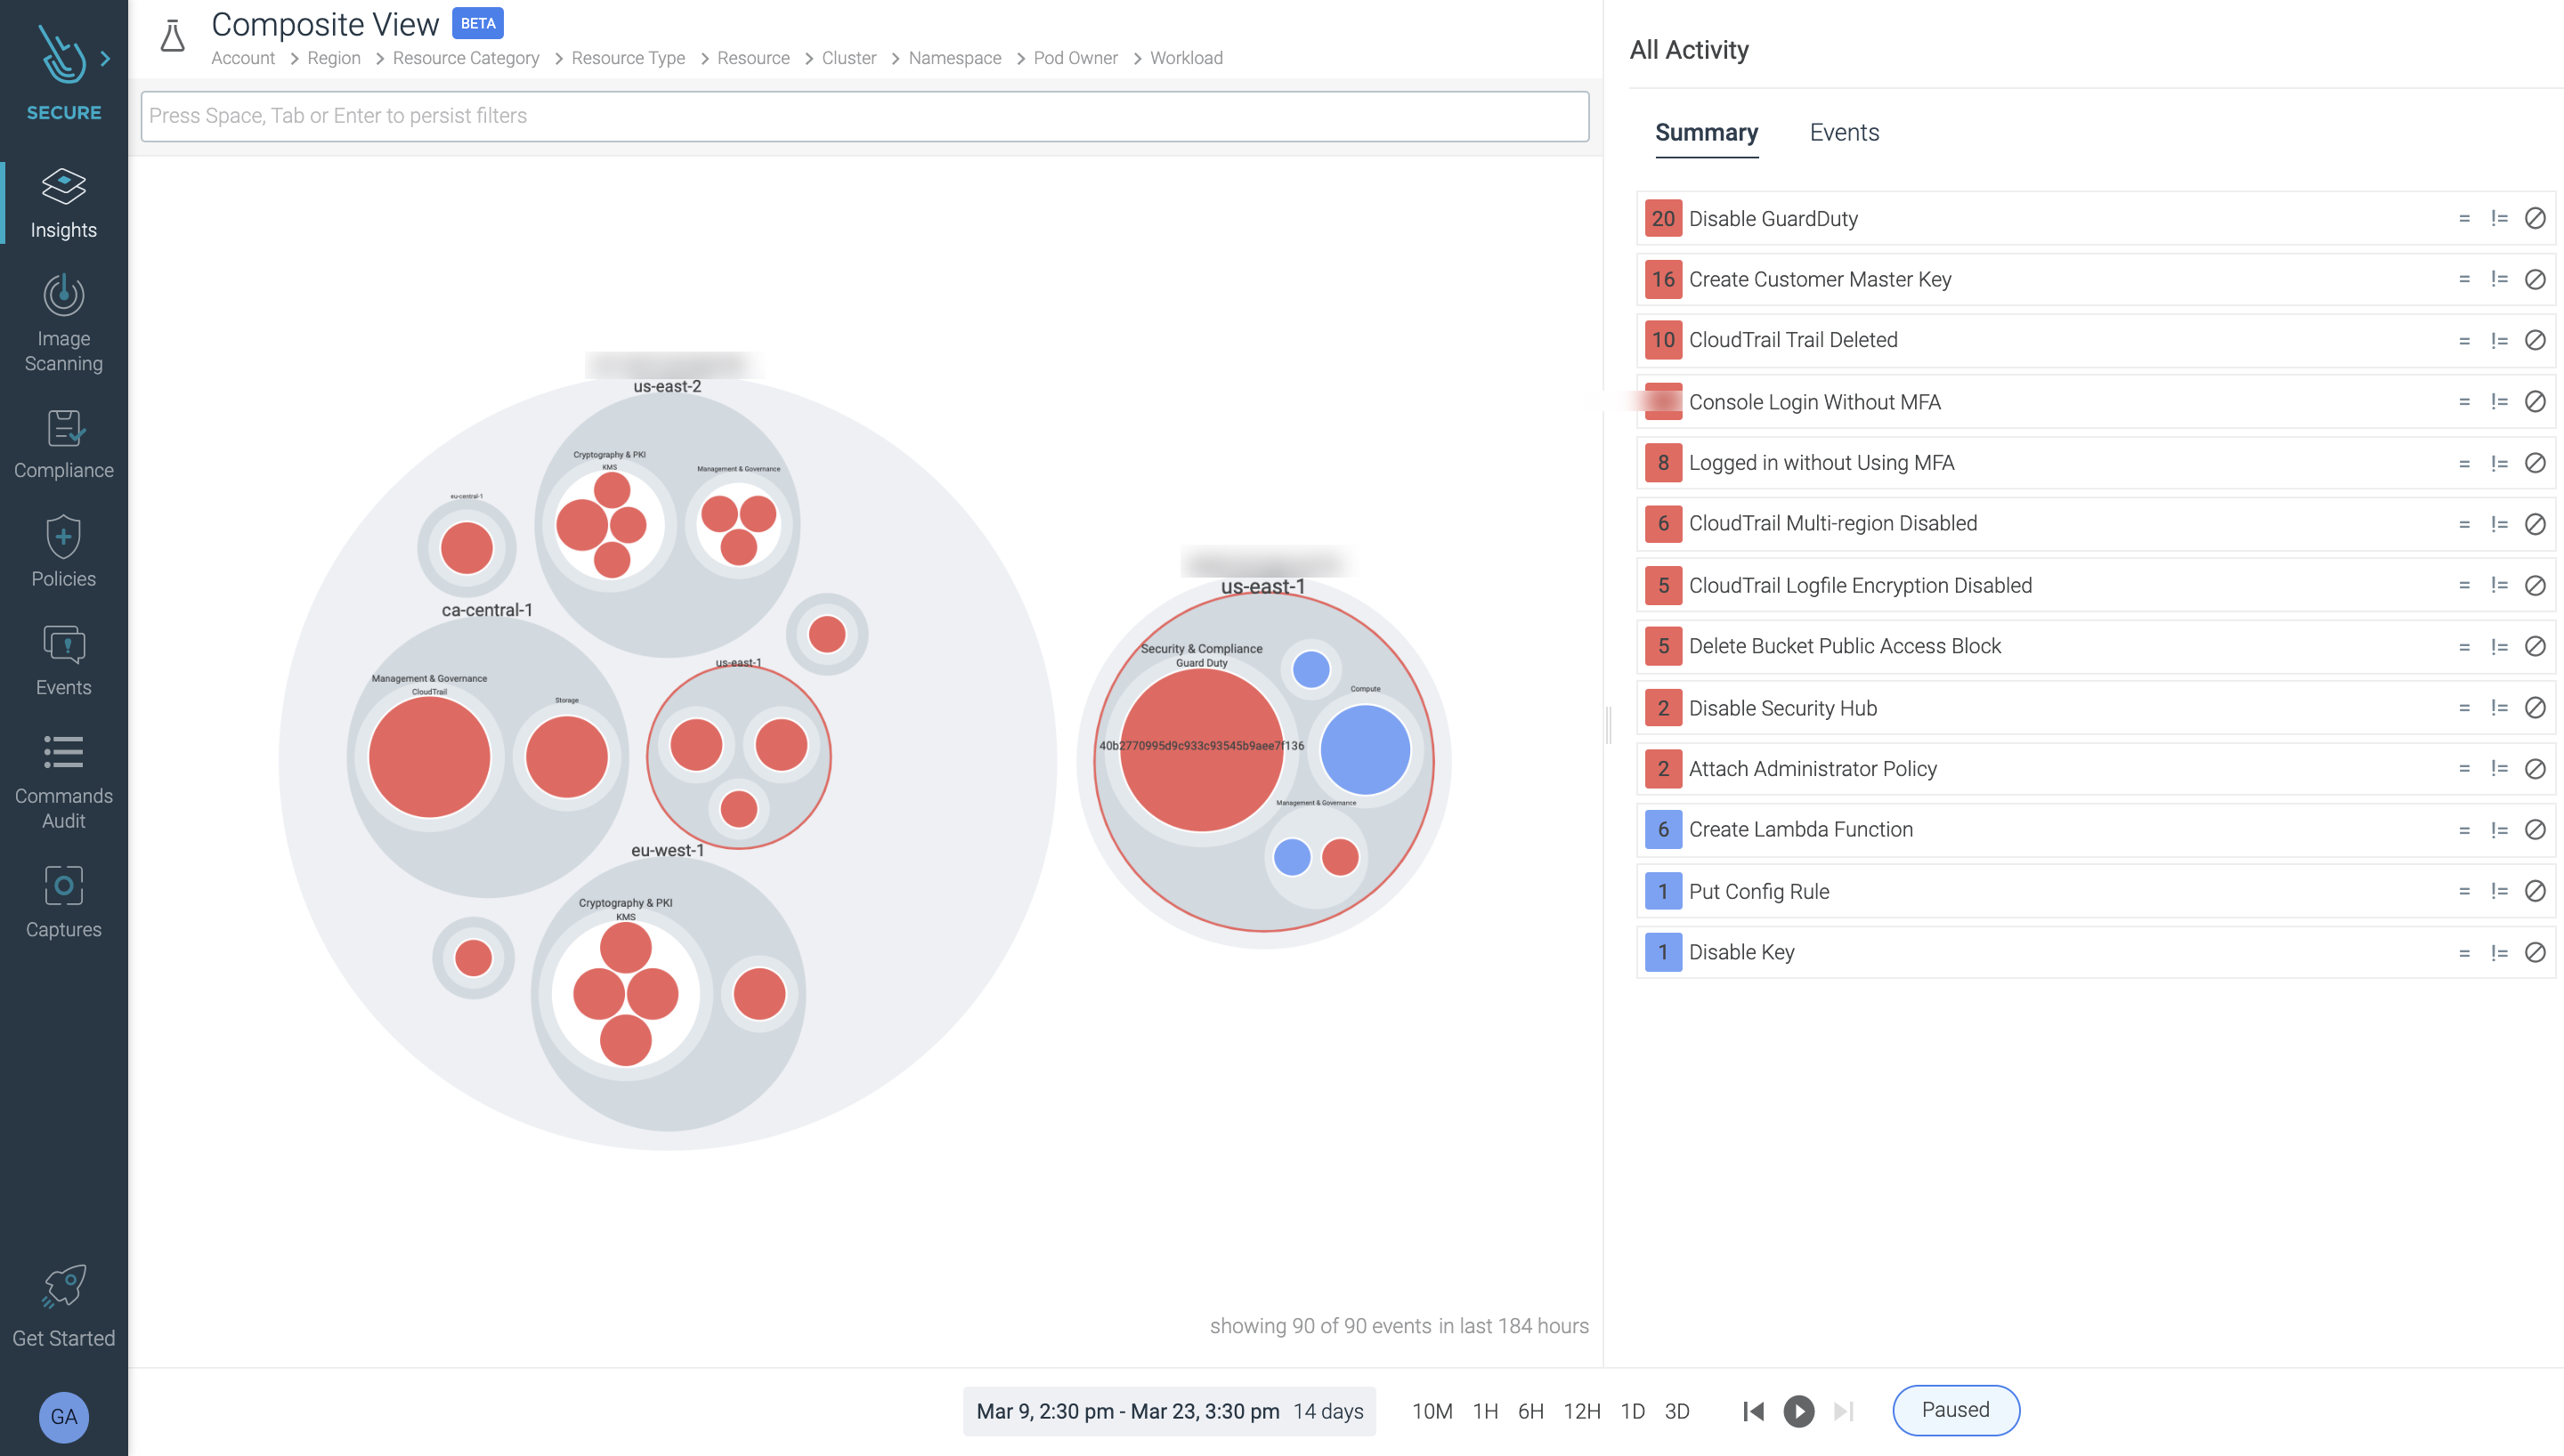 SECURE
Insights
Image
Scanning
Compliance
Policies
Events
Commands
Audit
Captures
Get Started
GA
Composite View BETA
Account > Region > Resource Category > Resource Type > Resource > Cluster > Namespace > Pod Owner > Workload
Press Space, Tab or Enter to persist filters
us-east-2
Cryptography & PKI
KMS
Management & Governance
eu-central-1
ca-central-1
Management & Governance
CloudTrail
Storage
us-east-1
eu-west-1
Cryptography & PKI
KMS
us-east-1
Security & Compliance
Guard Duty
Compute
40b2770995d9c933c93545b9aee7f136
Management & Governance
showing 90 of 90 events in last 184 hours
All Activity
Summary Events
20 Disable GuardDuty = !=
16 Create Customer Master Key = !=
10 CloudTrail Trail Deleted = !=
Console Login Without MFA = !=
8 Logged in without Using MFA = !=
6 CloudTrail Multi-region Disabled = !=
5 CloudTrail Logfile Encryption Disabled = !=
5 Delete Bucket Public Access Block = !=
2 Disable Security Hub = !=
2 Attach Administrator Policy = !=
6 Create Lambda Function = !=
1 Put Config Rule = !=
1 Disable Key = !=
Mar 9, 2:30 pm - Mar 23, 3:30 pm 14 days 10M 1H 6H 12H 1D 3D Paused